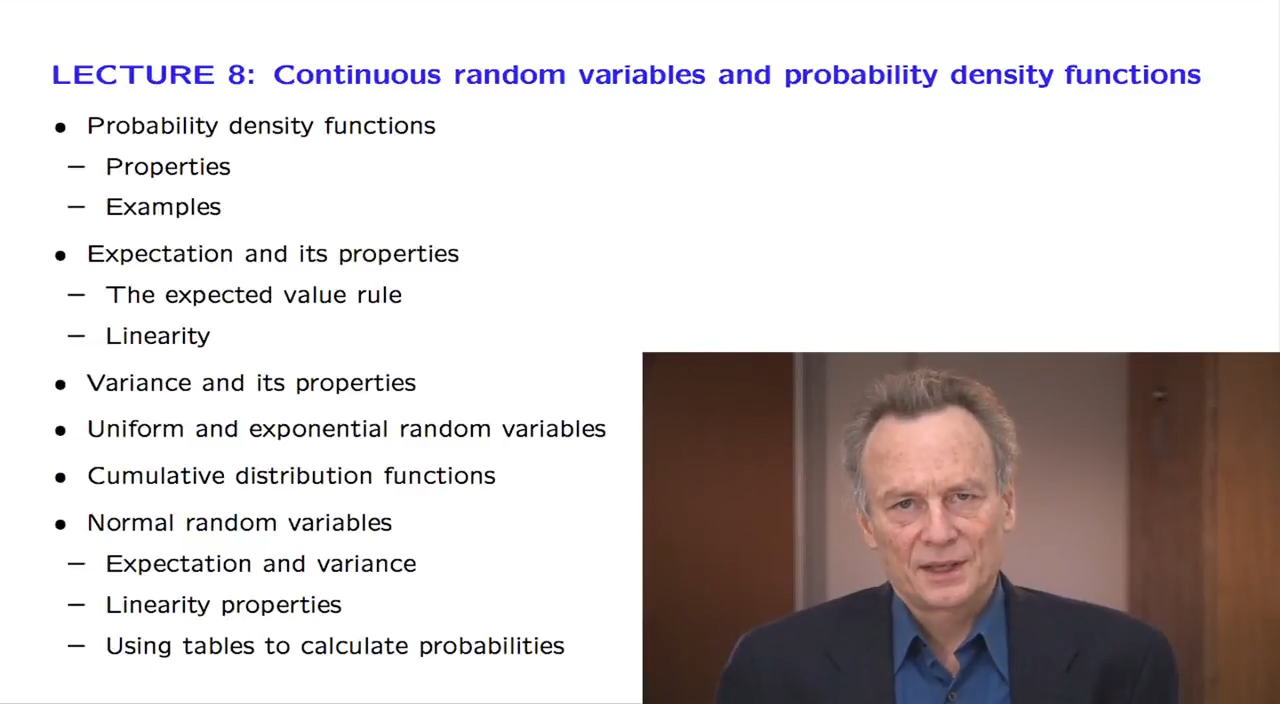 LECTURE 8: Continuous random variables and probability density functions
● Probability density functions
– Properties
– Examples
● Expectation and its properties
– The expected value rule
– Linearity
● Variance and its properties
● Uniform and exponential random variables
● Cumulative distribution functions
● Normal random variables
– Expectation and variance
– Linearity properties
– Using tables to calculate probabilities